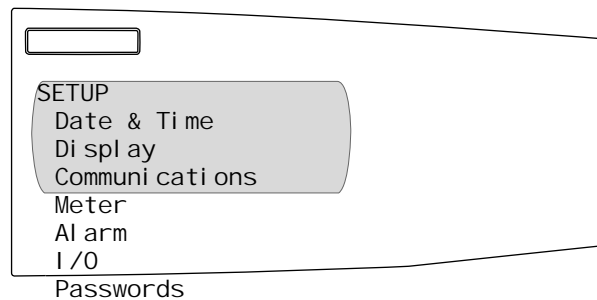 SETUP
Date & Time
Display
Communications
Meter
Alarm
I/O
Passwords